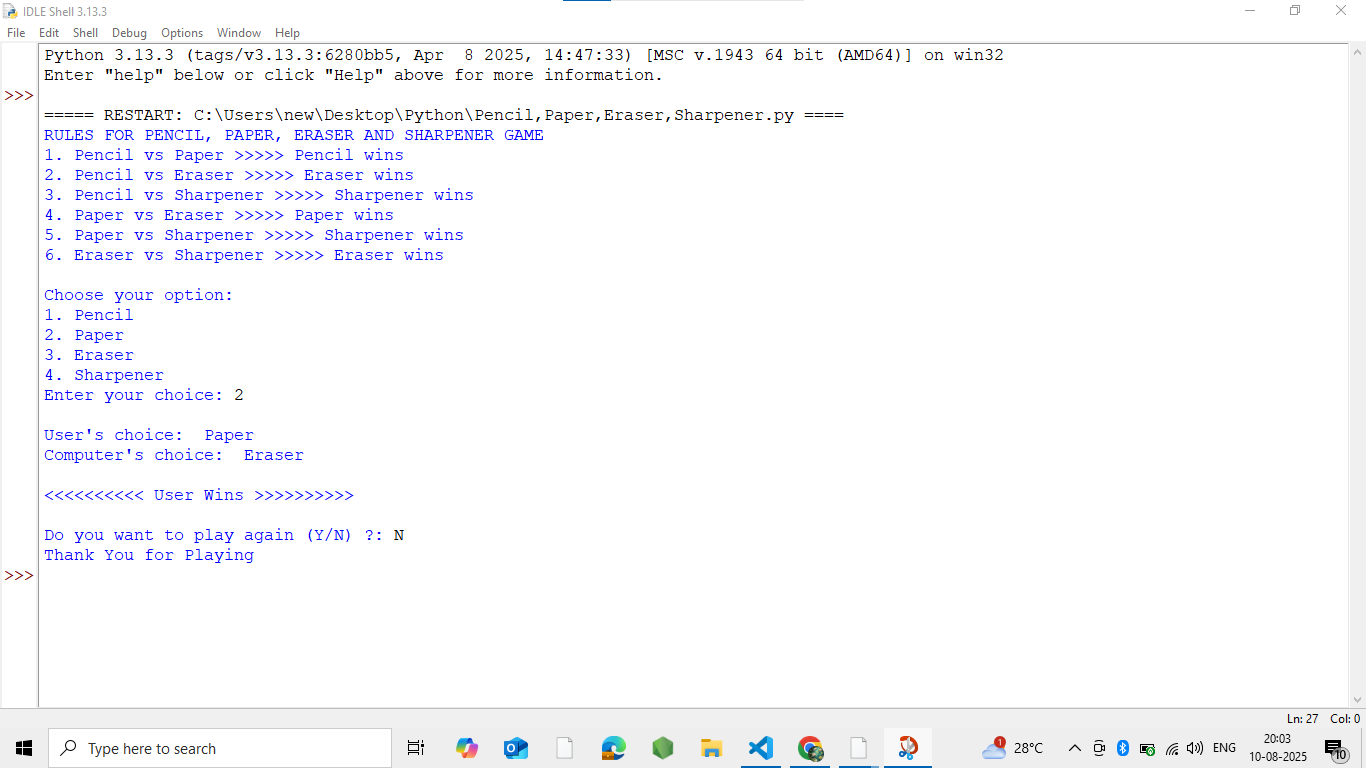 IDLE Shell 3.13.3
File Edit Shell Debug Options Window Help
Python 3.13.3 (tags/v3.13.3:6280bb5, Apr  8 2025, 14:47:33) [MSC v.1943 64 bit (AMD64)] on win32
Enter "help" below or click "Help" above for more information.
>>>
===== RESTART: C:\Users\new\Desktop\Python\Pencil,Paper,Eraser,Sharpener.py ====
RULES FOR PENCIL, PAPER, ERASER AND SHARPENER GAME
1. Pencil vs Paper >>>>> Pencil wins
2. Pencil vs Eraser >>>>> Eraser wins
3. Pencil vs Sharpener >>>>> Sharpener wins
4. Paper vs Eraser >>>>> Paper wins
5. Paper vs Sharpener >>>>> Sharpener wins
6. Eraser vs Sharpener >>>>> Eraser wins
Choose your option:
1. Pencil
2. Paper
3. Eraser
4. Sharpener
Enter your choice: 2
User's choice:  Paper
Computer's choice:  Eraser
<<<<<<<<<< User Wins >>>>>>>>>>
Do you want to play again (Y/N) ?: N
Thank You for Playing
>>>
Ln: 27 Col: 0
Type here to search
1
28°C
ENG
20:03
10-08-2025
10